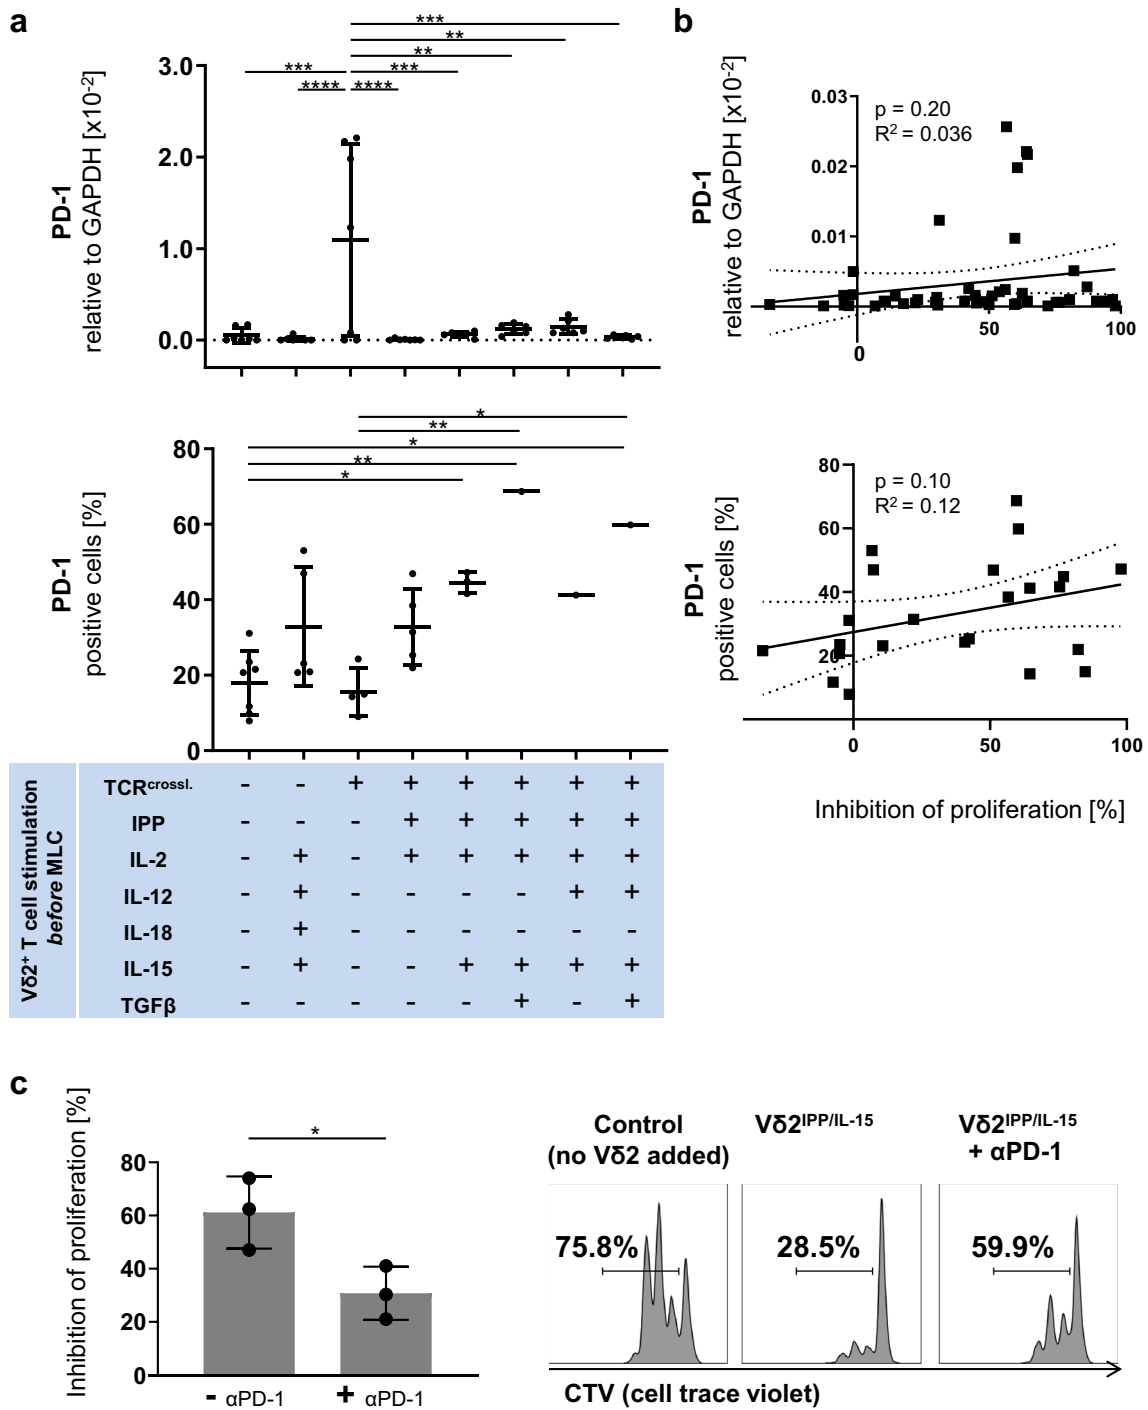 a
***
**
**
*** ***
**** ****
3.0
2.0
1.0
0.0
PD-1
relative to GAPDH [x10⁻²]
*
**
*
**
*
80
60
40
20
0
PD-1
positive cells [%]
Vδ2⁺ T cell stimulation
before MLC
TCRcrossl. - - + + + + + +
IPP - - - + + + + +
IL-2 - + - + + + + +
IL-12 - + - - - - + +
IL-18 - + - - - - - -
IL-15 - + - - + + + +
TGFβ - - - - - + - +
b
PD-1
relative to GAPDH [x10⁻²]
0.03
0.02
0.01
p = 0.20
R² = 0.036
0 50 100
PD-1
positive cells [%]
80
60
40
20
p = 0.10
R² = 0.12
0 50 100
Inhibition of proliferation [%]
c
Inhibition of proliferation [%]
*
80
60
40
20
0
- αPD-1 + αPD-1
Control
(no Vδ2 added)
Vδ2IPP/IL-15
Vδ2IPP/IL-15
+ αPD-1
75.8%
28.5%
59.9%
CTV (cell trace violet)